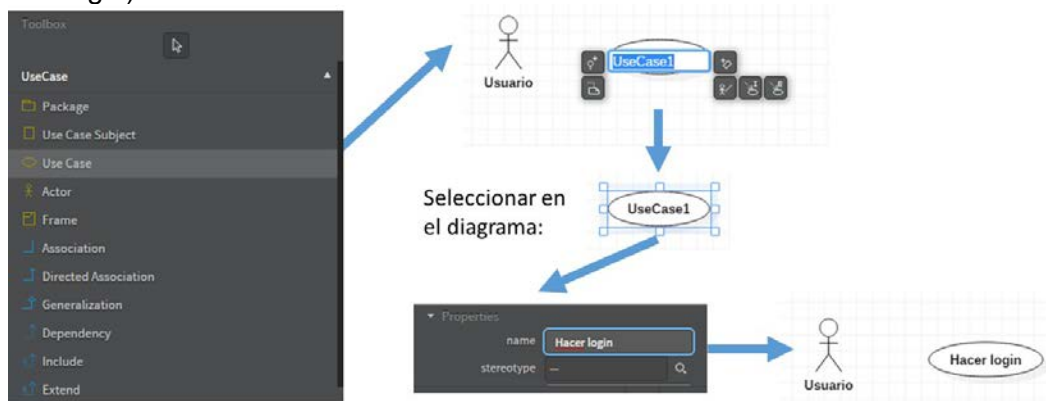 Toolbox
UseCase
Package
Use Case Subject
Use Case
Actor
Frame
Association
Directed Association
Generalization
Dependency
Include
Extend
Usuario
UseCase1
Seleccionar en
el diagrama:
UseCase1
Properties
name Hacer login
stereotype —
Usuario
Hacer login